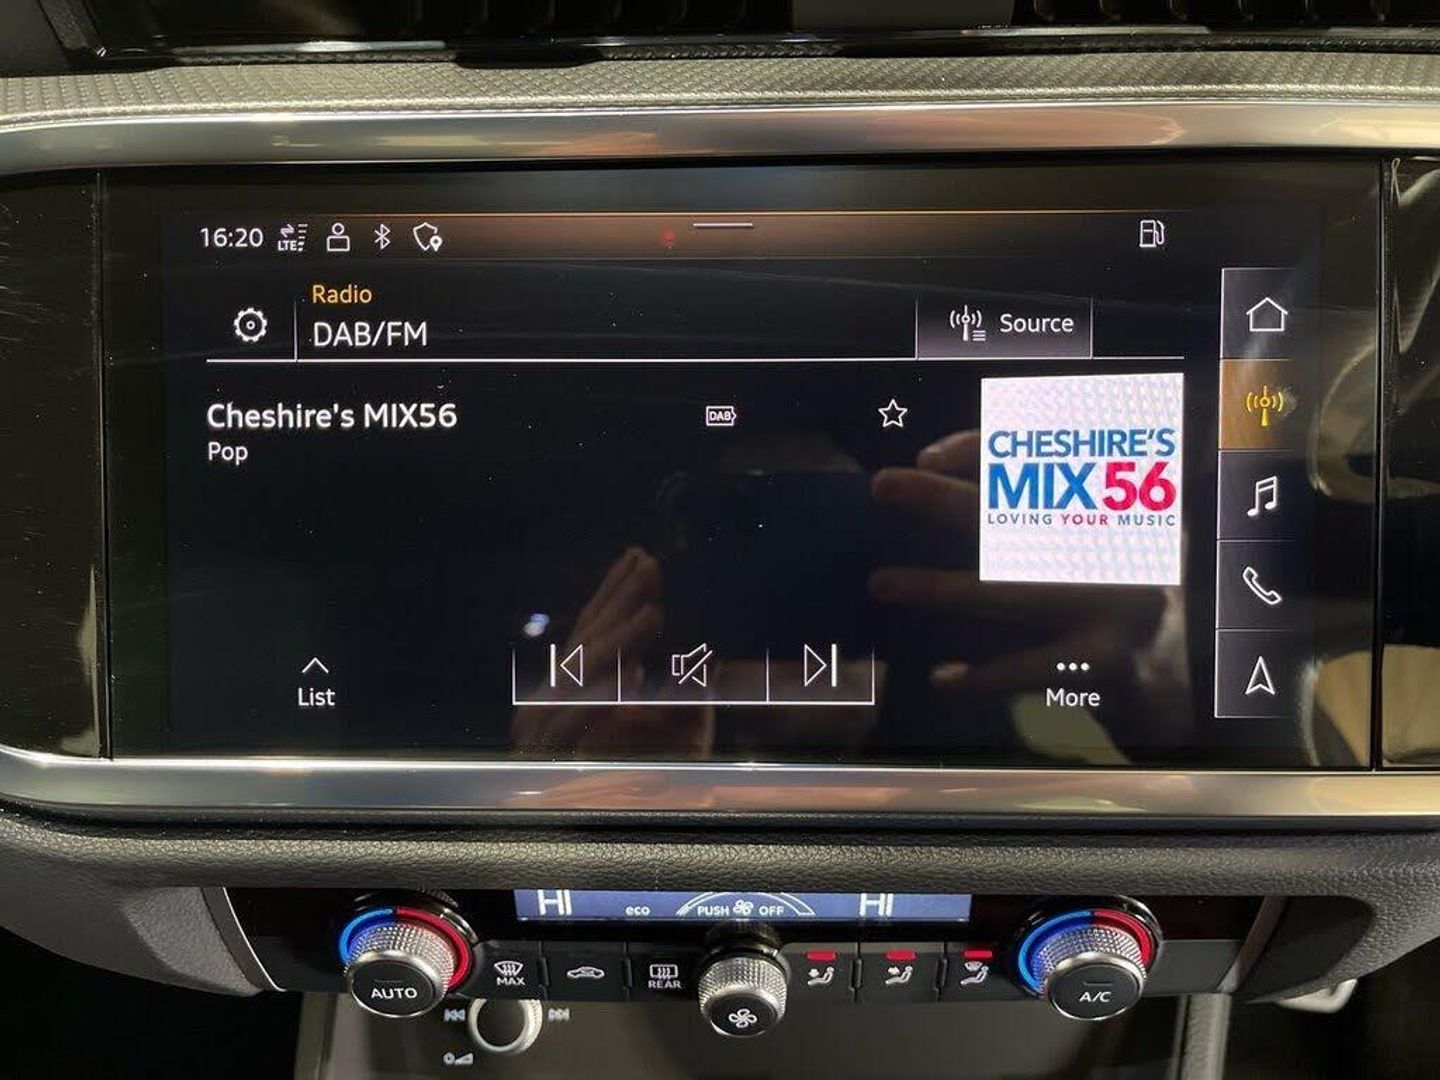 16:20 LTE
Radio
DAB/FM
Source
Cheshire's MIX56
DAB
Pop
CHESHIRE'S
MIX56
LOVING YOUR MUSIC
List
More
HI
eco
PUSH OFF
HI
AUTO
MAX
REAR
A/C